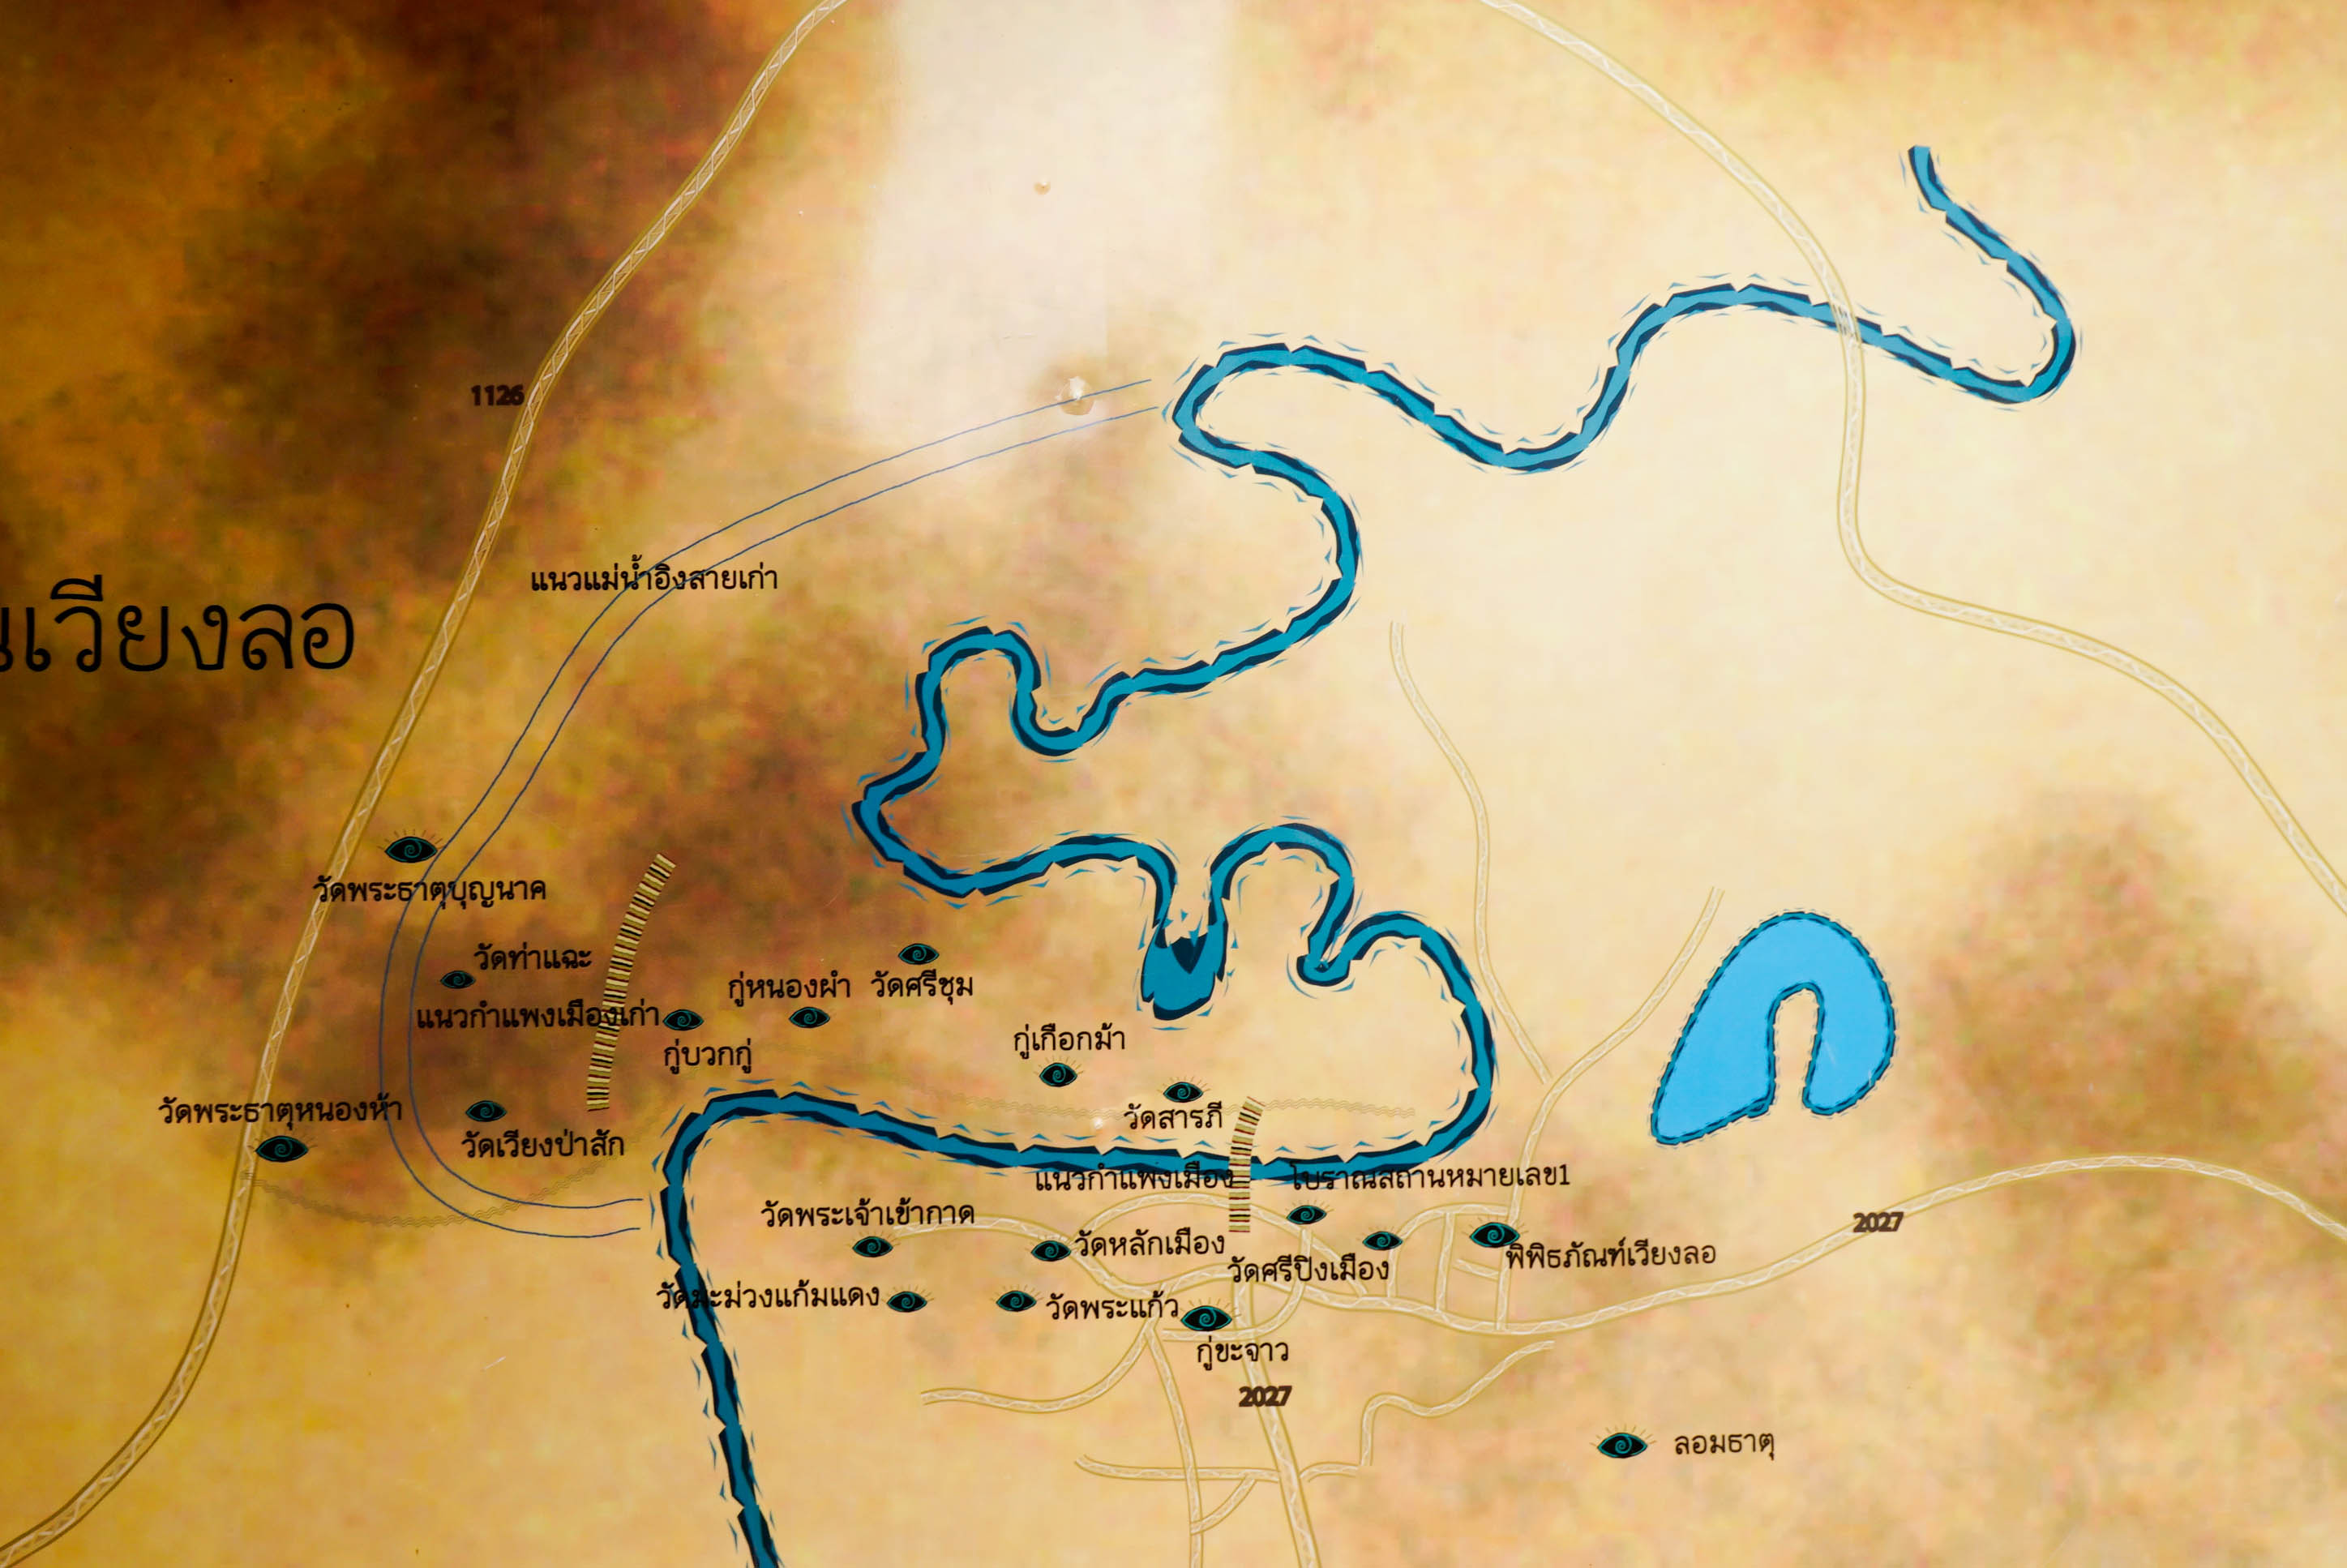 1126
แนวแม่น้ำอิงสายเก่า
นเวียงลอ
วัดพระธาตุบุญนาค
วัดท่าแฉะ
แนวกำแพงเมืองเก่า
กู่บวกกู่
กู่หนองผำ
วัดศรีชุม
กู่เกือกม้า
วัดสารภี
วัดพระธาตุหนองห้า
วัดเวียงป่าสัก
แนวกำแพงเมือง
โบราณสถานหมายเลข1
วัดพระเจ้าเข้ากาด
วัดหลักเมือง
วัดศรีปิงเมือง
พิพิธภัณฑ์เวียงลอ
2027
วัดมะม่วงแก้มแดง
วัดพระแก้ว
กู่ขะจาว
2027
ลอมธาตุ